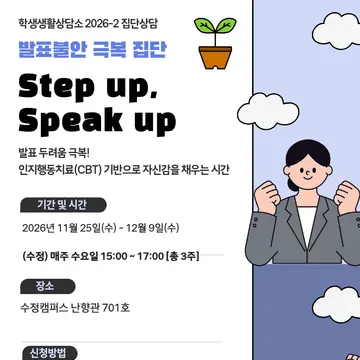 학생생활상담소 2026-2 집단상담
발표불안 극복 집단
Step up,
Speak up
발표 두려움 극복!
인지행동치료(CBT) 기반으로 자신감을 채우는 시간
기간 및 시간
2026년 11월 25일(수) ~ 12월 9일(수)
(수정) 매주 수요일 15:00 ~ 17:00 [총 3주]
장소
수정캠퍼스 난향관 701호
신청방법